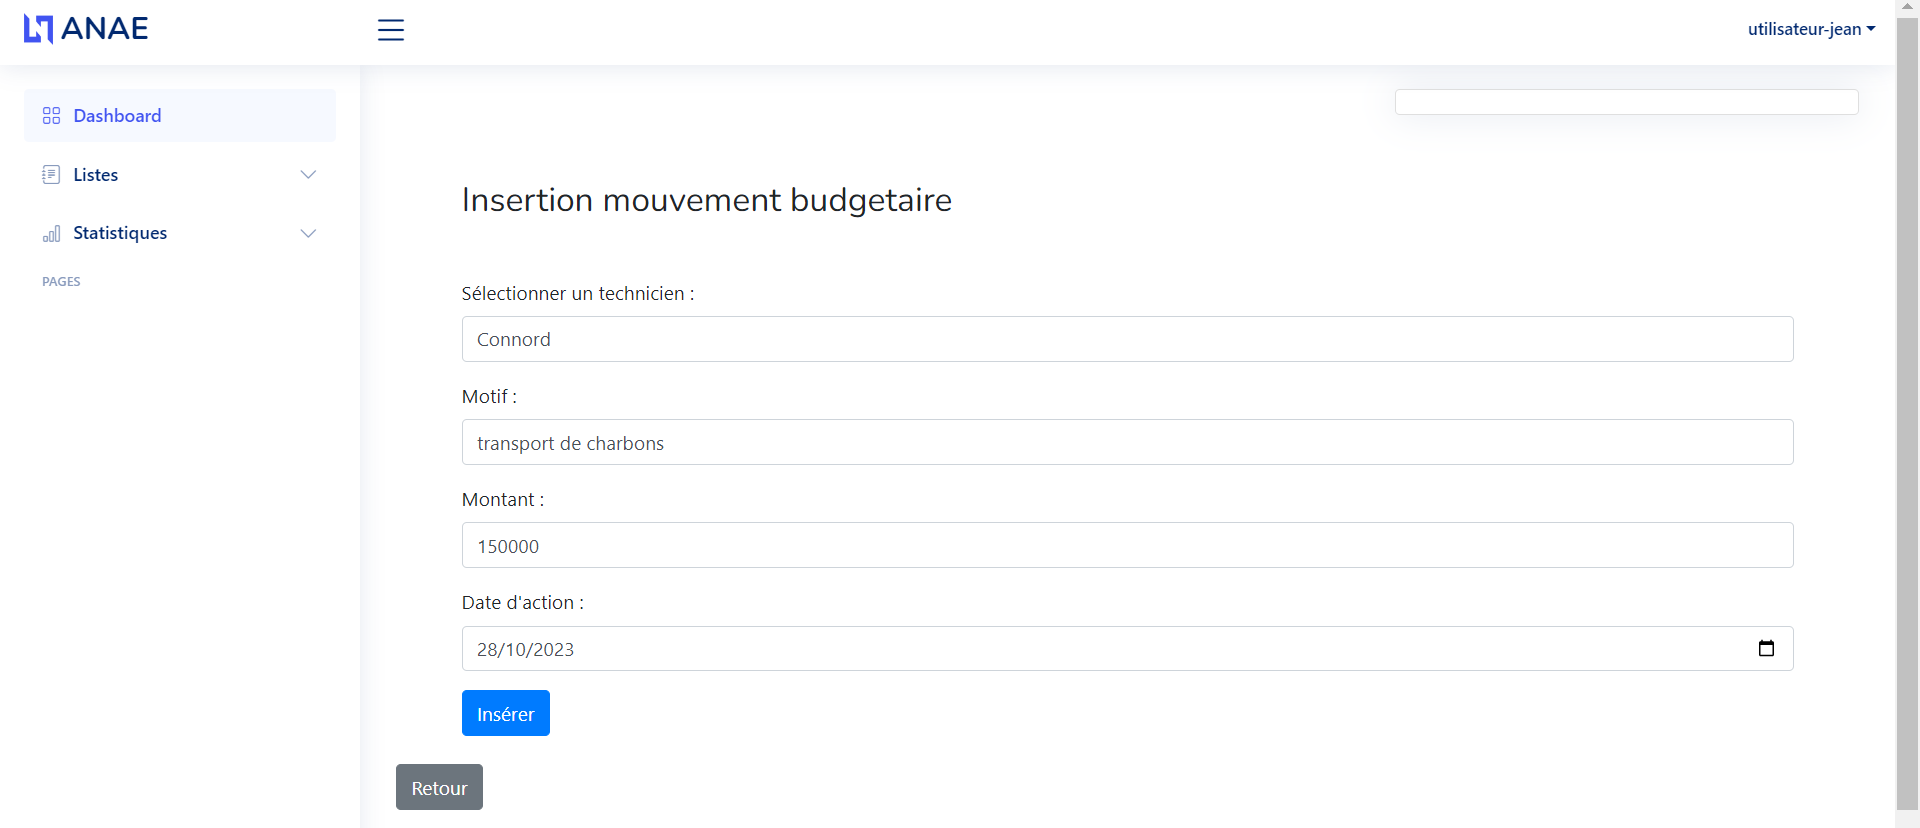 ANAE
utilisateur-jean
Dashboard
Listes
Statistiques
PAGES
Insertion mouvement budgetaire
Sélectionner un technicien :
Connord
Motif :
transport de charbons
Montant :
150000
Date d'action :
28/10/2023
Insérer
Retour